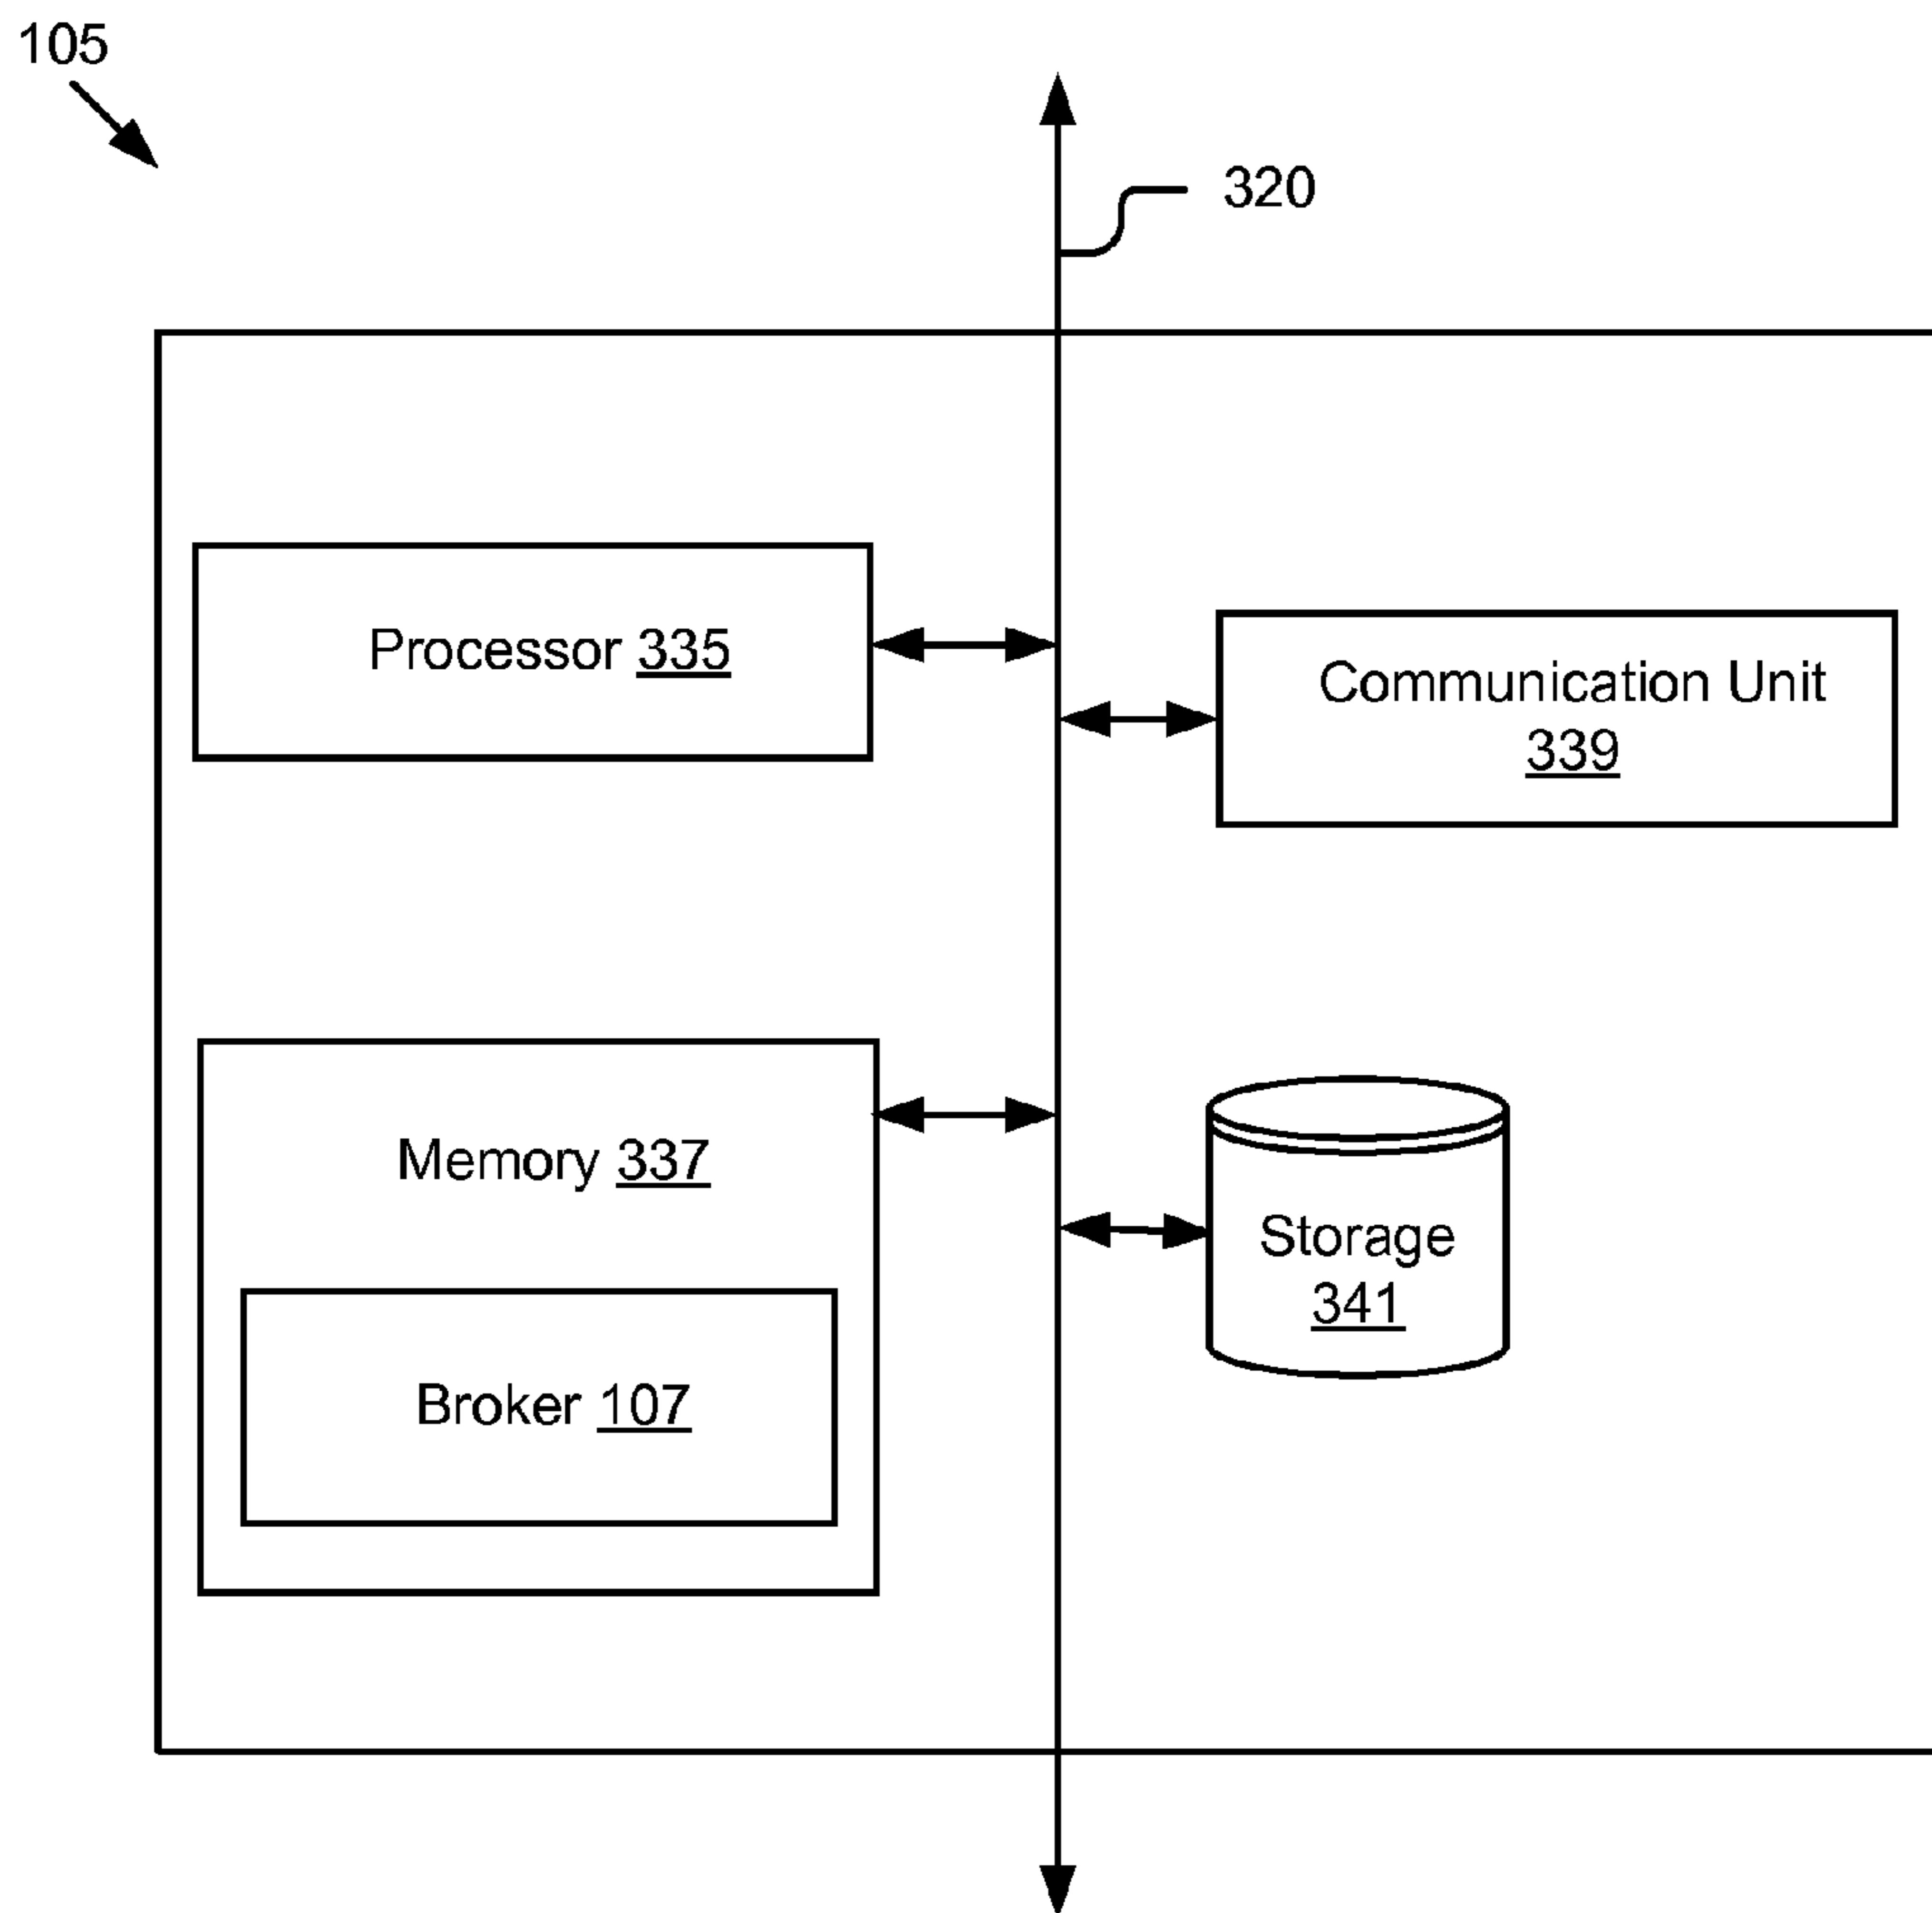 105
320
Processor 335
Communication Unit
339
Memory 337
Storage
341
Broker 107